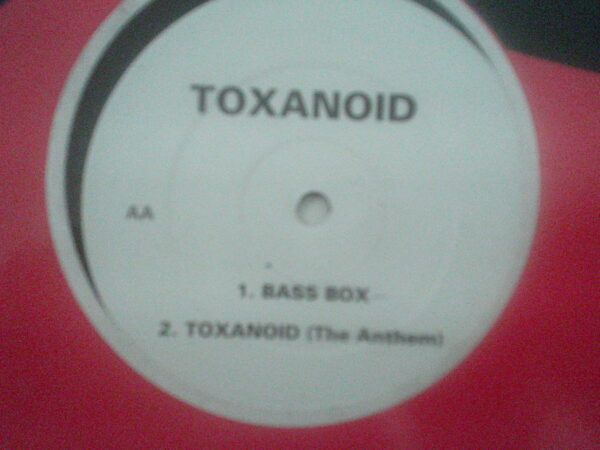 TOXANOID
AA
1. BASS BOX
2. TOXANOID (The Anthem)